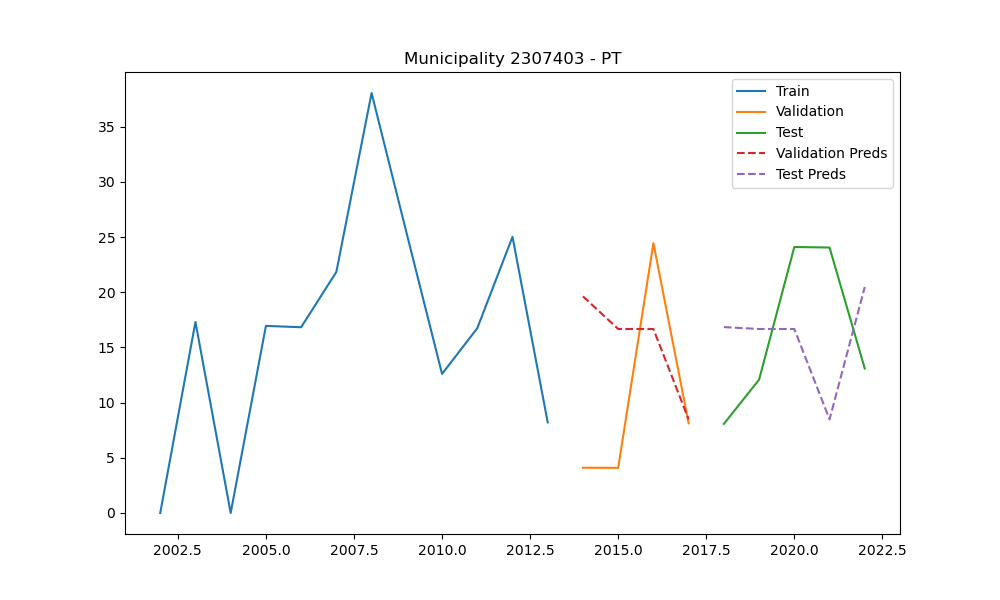 Municipality 2307403 - PT
Train
Validation
Test
Validation Preds
Test Preds
35
30
25
20
15
10
5
0
2002.5 2005.0 2007.5 2010.0 2012.5 2015.0 2017.5 2020.0 2022.5